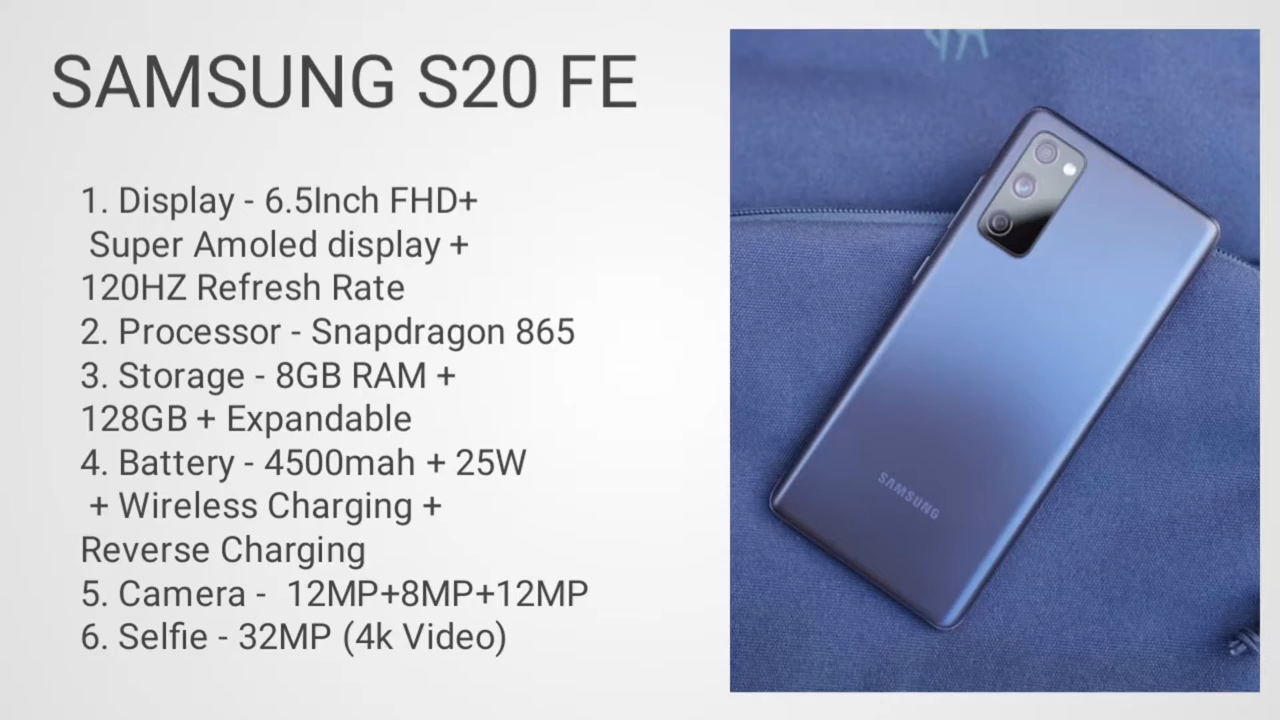 SAMSUNG S20 FE
1. Display - 6.5Inch FHD+
Super Amoled display +
120HZ Refresh Rate
2. Processor - Snapdragon 865
3. Storage - 8GB RAM +
128GB + Expandable
4. Battery - 4500mah + 25W
+ Wireless Charging +
Reverse Charging
5. Camera - 12MP+8MP+12MP
6. Selfie - 32MP (4k Video)
SAMSUNG